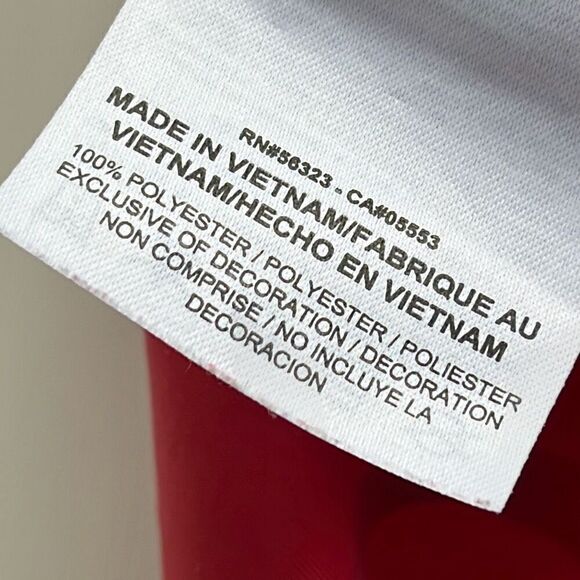 RN#56323 - CA#05553
MADE IN VIETNAM/FABRIQUE AU
VIETNAM/HECHO EN VIETNAM
100% POLYESTER / POLYESTER / POLIESTER
EXCLUSIVE OF DECORATION / DECORATION
NON COMPRISE / NO INCLUYE LA
DECORACION